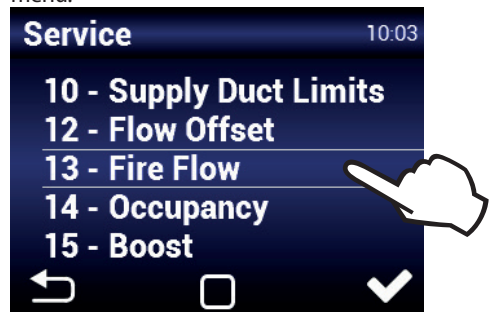 menu.
Service 10:03
10 - Supply Duct Limits
12 - Flow Offset
13 - Fire Flow
14 - Occupancy
15 - Boost